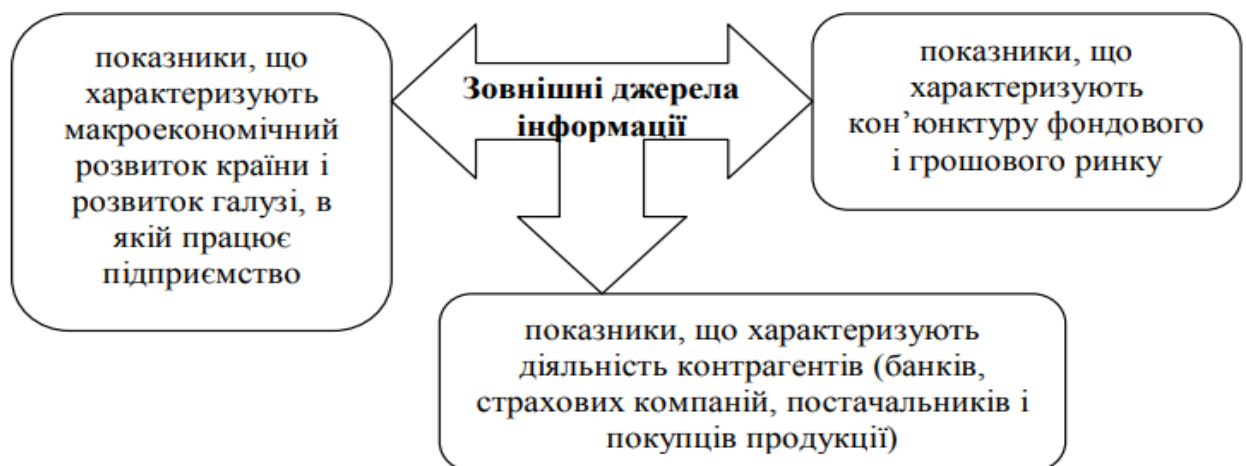 показники, що
характеризують
макроекономічний
розвиток країни і
розвиток галузі, в
якій працює
підприємство
Зовнішні джерела
інформації
показники, що
характеризують
кон’юнктуру фондового
і грошового ринку
показники, що характеризують
діяльність контрагентів (банків,
страхових компаній, постачальників і
покупців продукції)